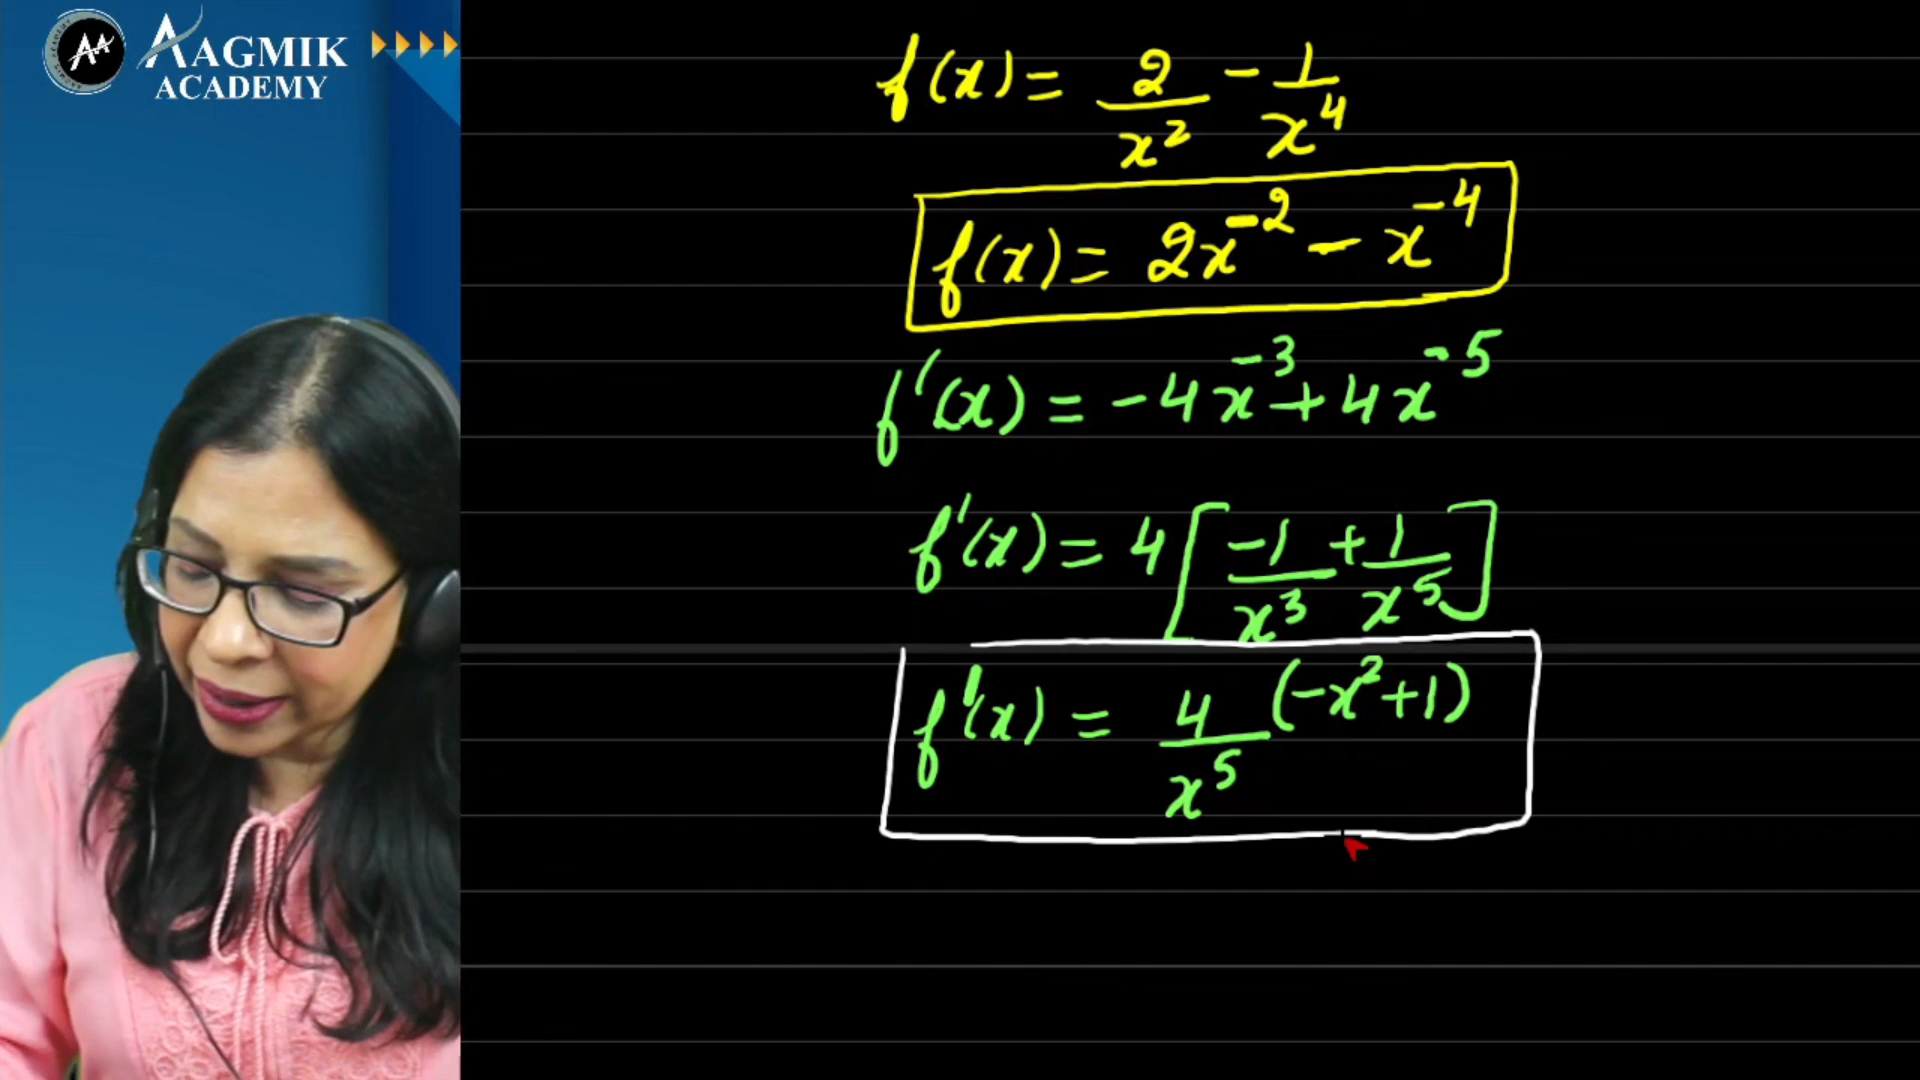 AAGMIK
ACADEMY
f(x) = 2/x² - 1/x⁴
f(x) = 2x⁻² - x⁻⁴
f'(x) = -4x⁻³ + 4x⁻⁵
f'(x) = 4[-1/x³ + 1/x⁵]
f'(x) = 4/x⁵ (-x²+1)